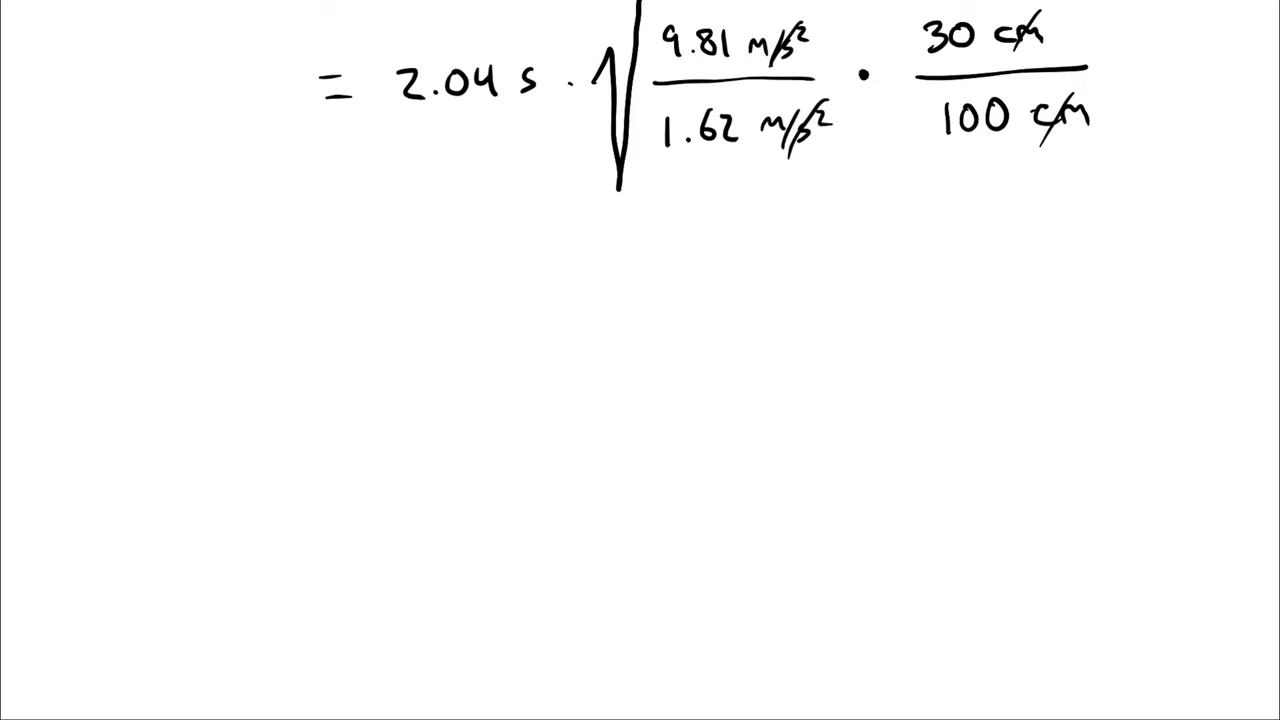 = 2.04 s · √ 9.81 m/s² / 1.62 m/s² · 30 cm / 100 cm